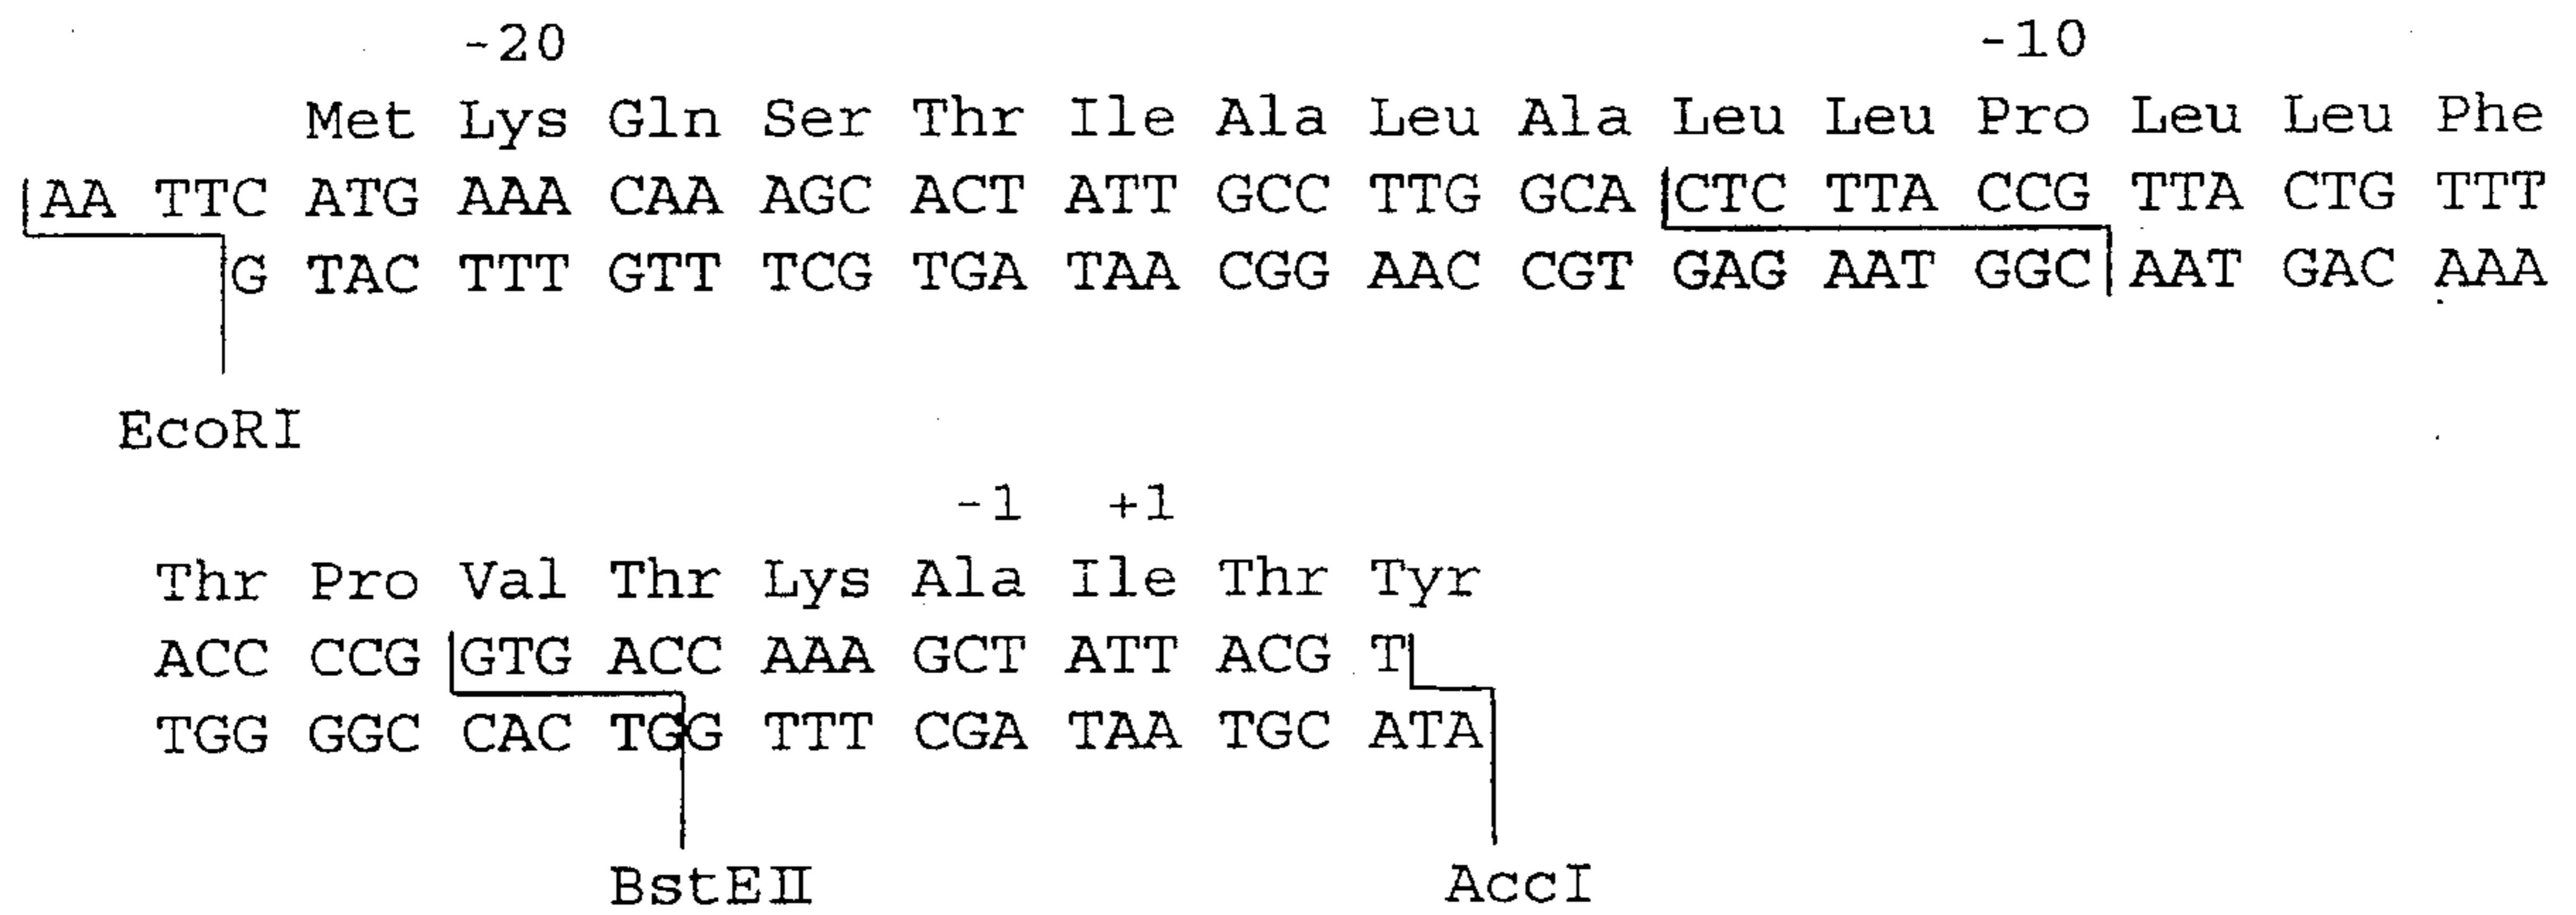 -20 -10
Met Lys Gln Ser Thr Ile Ala Leu Ala Leu Leu Pro Leu Leu Phe
AA TTC ATG AAA CAA AGC ACT ATT GCC TTG GCA CTC TTA CCG TTA CTG TTT
G TAC TTT GTT TCG TGA TAA CGG AAC CGT GAG AAT GGC AAT GAC AAA
EcoRI
-1 +1
Thr Pro Val Thr Lys Ala Ile Thr Tyr
ACC CCG GTG ACC AAA GCT ATT ACG T
TGG GGC CAC TGG TTT CGA TAA TGC ATA
BstEII AccI